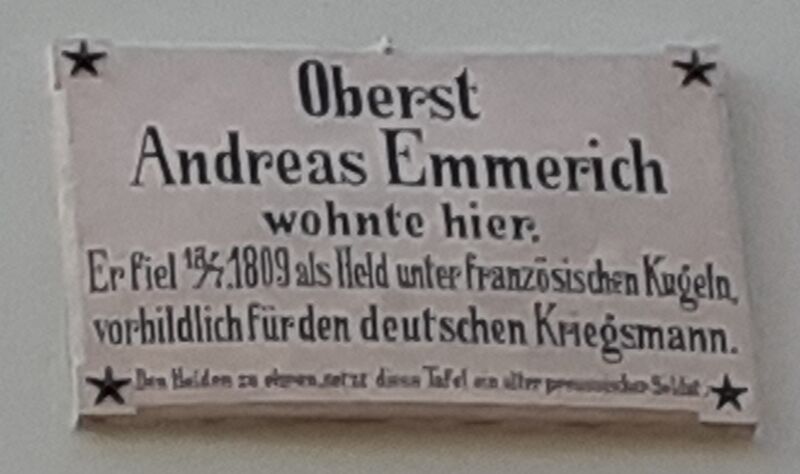 Oberst
Andreas Emmerich
wohnte hier.
Er fiel 18/7.1809 als Held unter französischen Kugeln,
vorbildlich für den deutschen Kriegsmann.
Den Helden zu ehren, setzt diese Tafel ein alter preussischer Soldat.